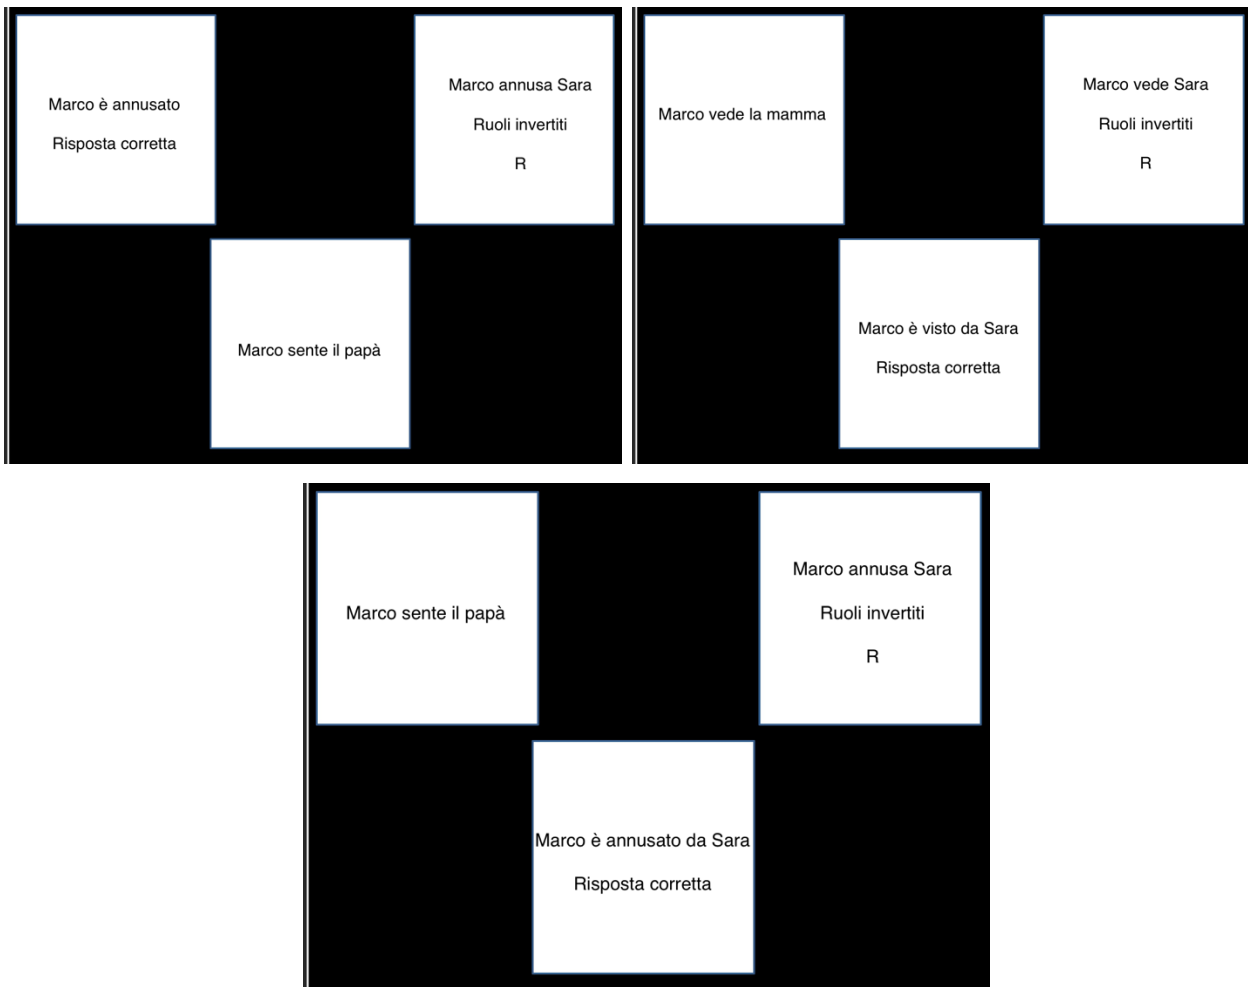 Marco è annusato
Risposta corretta
Marco annusa Sara
Ruoli invertiti
R
Marco sente il papà
Marco vede la mamma
Marco vede Sara
Ruoli invertiti
R
Marco è visto da Sara
Risposta corretta
Marco sente il papà
Marco annusa Sara
Ruoli invertiti
R
Marco è annusato da Sara
Risposta corretta